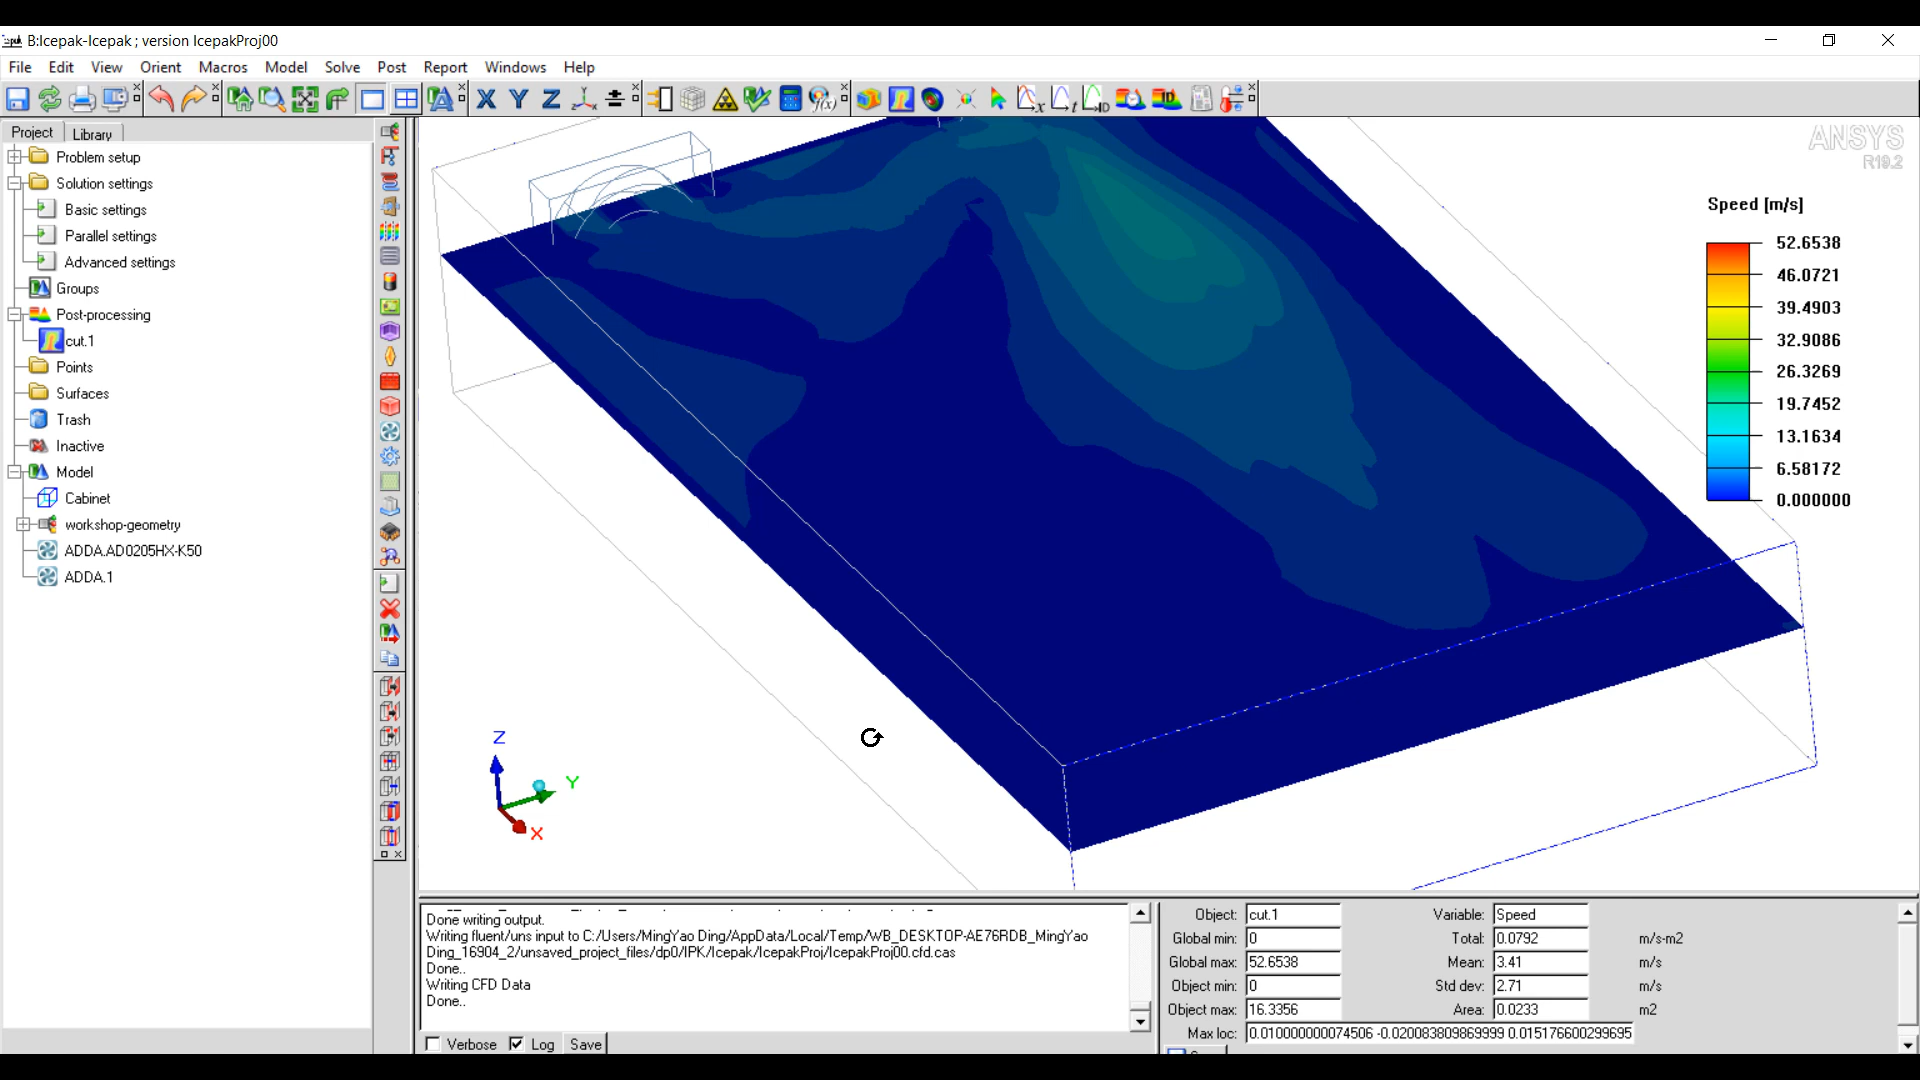 B:Icepak-Icepak ; version IcepakProj00
File Edit View Orient Macros Model Solve Post Report Windows Help
X Y Z
Project Library
Problem setup
Solution settings
Basic settings
Parallel settings
Advanced settings
Groups
Post-processing
cut.1
Points
Surfaces
Trash
Inactive
Model
Cabinet
workshop-geometry
ADDA.AD0205HX-K50
ADDA.1
ANSYS
R19.2
Speed [m/s]
52.6538
46.0721
39.4903
32.9086
26.3269
19.7452
13.1634
6.58172
0.000000
Z
Y
X
Done writing output.
Writing fluent/uns input to C:/Users/MingYao Ding/AppData/Local/Temp/WB_DESKTOP-AE76RDB_MingYao
Ding_16904_2/unsaved_project_files/dp0/IPK/Icepak/IcepakProj/IcepakProj00.cfd.cas
Done..
Writing CFD Data
Done..
Verbose Log Save
Object: cut.1 Variable: Speed
Global min: 0 Total: 0.0792 m/s-m2
Global max: 52.6538 Mean: 3.41 m/s
Object min: 0 Std dev: 2.71 m/s
Object max: 16.3356 Area: 0.0233 m2
Max loc: 0.010000000074506 -0.020083809869999 0.015176600299695